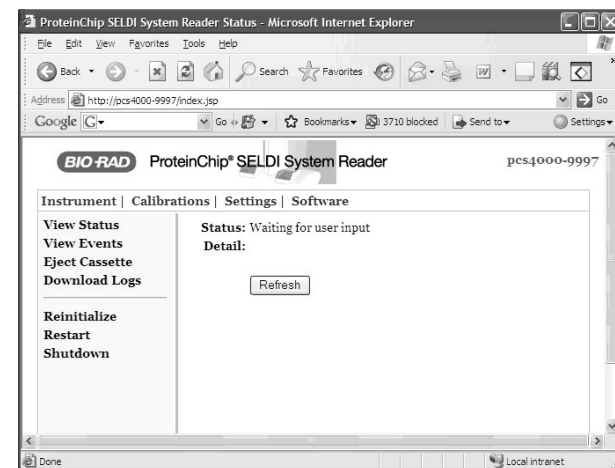 ProteinChip SELDI System Reader Status - Microsoft Internet Explorer
File Edit View Favorites Tools Help
Back Search Favorites
Address http://pcs4000-9997/index.jsp Go
Google G Go Bookmarks 3710 blocked Send to Settings
BIO-RAD ProteinChip® SELDI System Reader pcs4000-9997
Instrument | Calibrations | Settings | Software
View Status
View Events
Eject Cassette
Download Logs
Reinitialize
Restart
Shutdown
Status: Waiting for user input
Detail:
Refresh
Done Local intranet